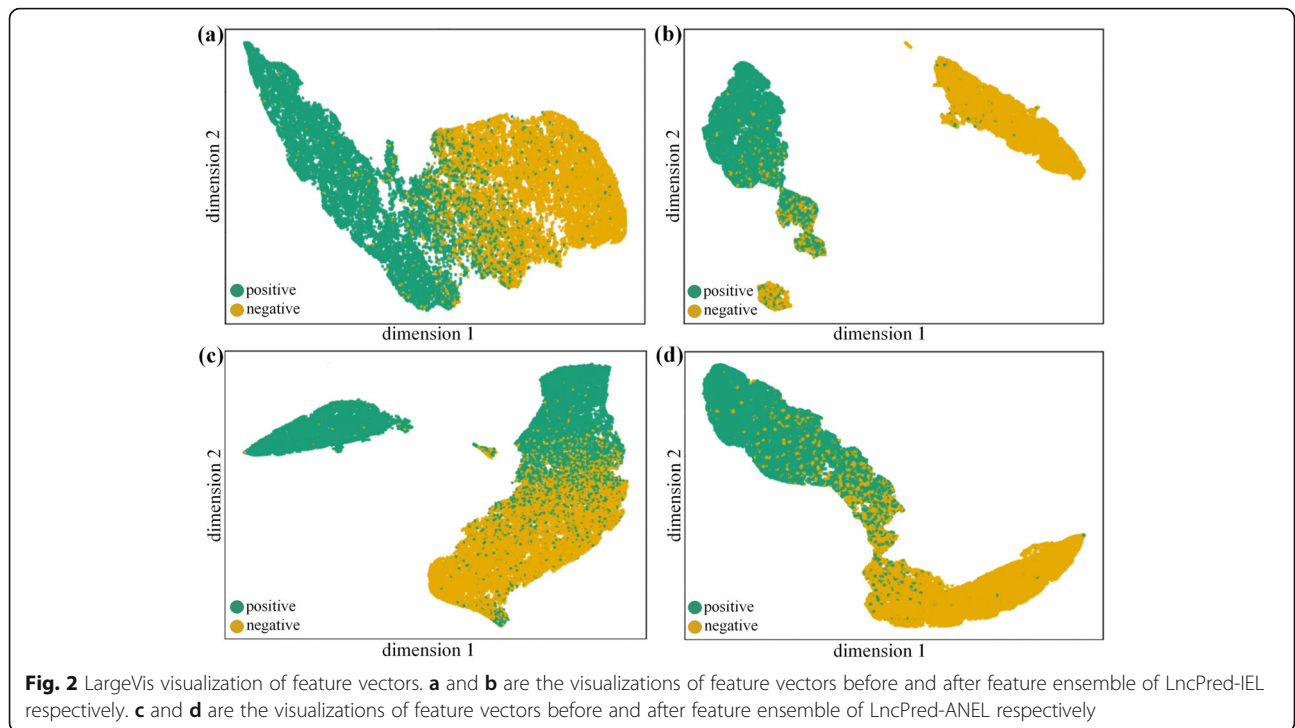 (a)
dimension 2
positive
negative
dimension 1
(b)
dimension 2
positive
negative
dimension 1
(c)
dimension 2
positive
negative
dimension 1
(d)
dimension 2
positive
negative
dimension 1
Fig. 2 LargeVis visualization of feature vectors. a and b are the visualizations of feature vectors before and after feature ensemble of LncPred-IEL
respectively. c and d are the visualizations of feature vectors before and after feature ensemble of LncPred-ANEL respectively